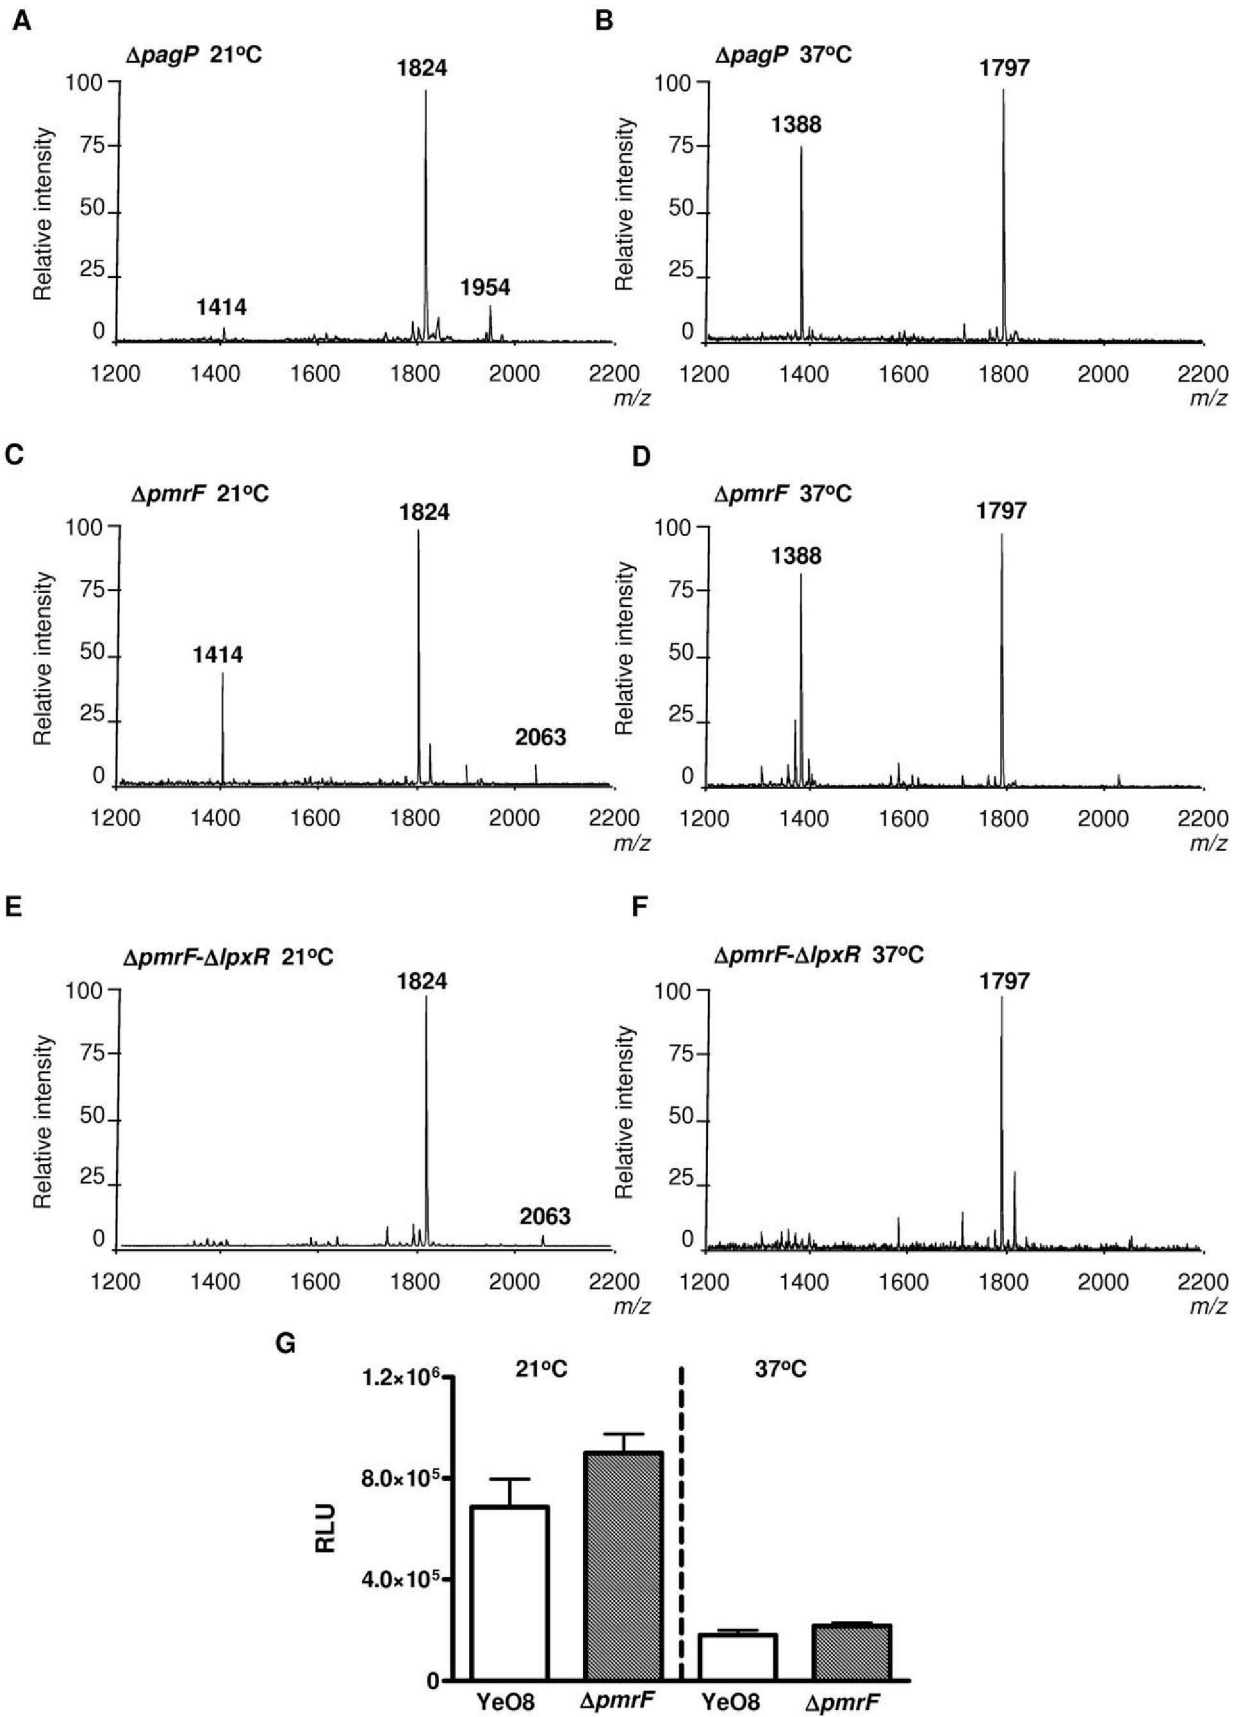 A
B
ΔpagP 21ºC
ΔpagP 37ºC
1824
1797
1388
1954
1414
Relative intensity
100
75
50
25
0
Relative intensity
100
75
50
25
0
1200 1400 1600 1800 2000 2200
m/z
1200 1400 1600 1800 2000 2200
m/z
C
D
ΔpmrF 21ºC
ΔpmrF 37ºC
1824
1797
1388
1414
2063
Relative intensity
100
75
50
25
0
Relative intensity
100
75
50
25
0
1200 1400 1600 1800 2000 2200
m/z
1200 1400 1600 1800 2000 2200
m/z
E
F
ΔpmrF-ΔlpxR 21ºC
ΔpmrF-ΔlpxR 37ºC
1824
1797
2063
Relative intensity
100
75
50
25
0
Relative intensity
100
75
50
25
0
1200 1400 1600 1800 2000 2200
m/z
1200 1400 1600 1800 2000 2200
m/z
G
21ºC
37ºC
RLU
1.2×10⁶
8.0×10⁵
4.0×10⁵
0
YeO8 ΔpmrF YeO8 ΔpmrF